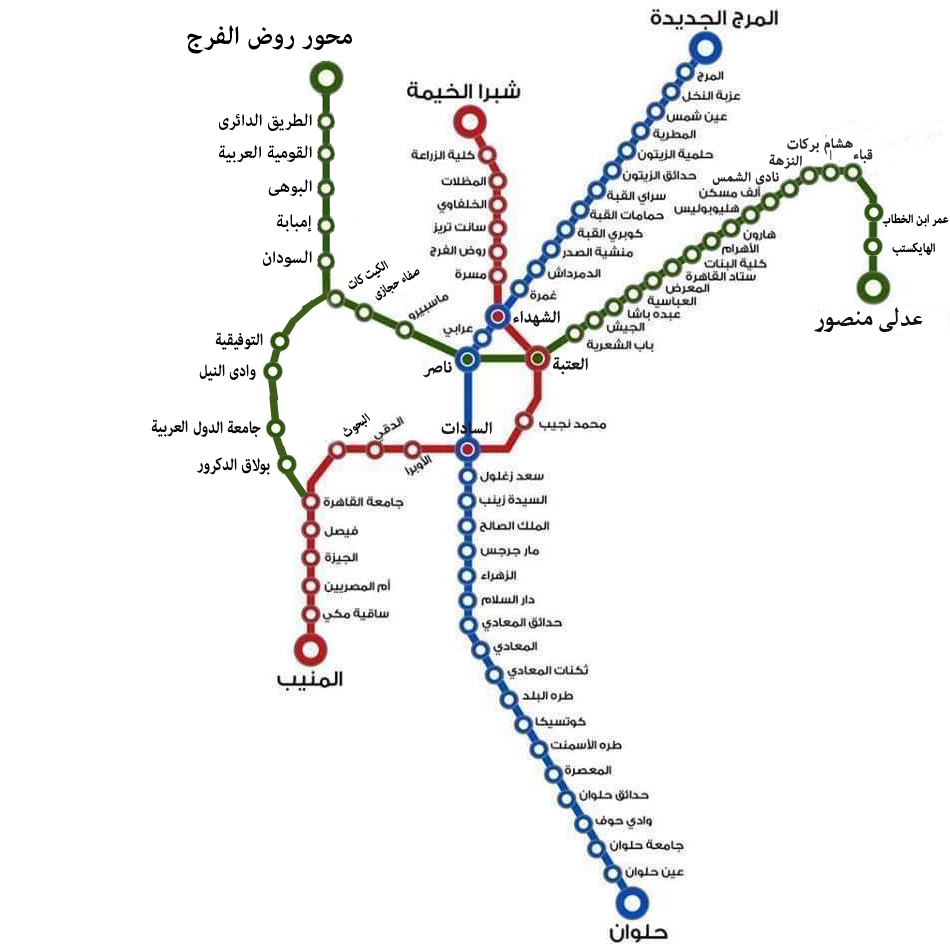 المرج الجديدة
محور روض الفرج
شبرا الخيمة
المرج
عزبة النخل
عين شمس
المطرية
حلمية الزيتون
حدائق الزيتون
سراي القبة
حمامات القبة
كوبري القبة
منشية الصدر
الدمرداش
غمرة
الشهداء
عرابي
ناصر
السادات
سعد زغلول
السيدة زينب
الملك الصالح
مار جرجس
الزهراء
دار السلام
حدائق المعادي
المعادي
ثكنات المعادي
طره البلد
كوتسيكا
طره الأسمنت
المعصرة
حدائق حلوان
وادي حوف
جامعة حلوان
عين حلوان
حلوان
كلية الزراعة
المظلات
الخلفاوي
سانت تريز
روض الفرج
مسرة
العتبة
محمد نجيب
الأوبرا
الدقي
البحوث
جامعة القاهرة
فيصل
الجيزة
أم المصريين
ساقية مكي
المنيب
الطريق الدائرى
القومية العربية
البوهى
إمبابة
السودان
الكيت كات
صفاء حجازى
ماسبيرو
التوفيقية
وادى النيل
جامعة الدول العربية
بولاق الدكرور
باب الشعرية
الجيش
عبده باشا
العباسية
المعرض
ستاد القاهرة
كلية البنات
الأهرام
هارون
هليوبوليس
ألف مسكن
نادى الشمس
النزهة
هشام بركات
قباء
عمر ابن الخطاب
الهايكستب
عدلى منصور